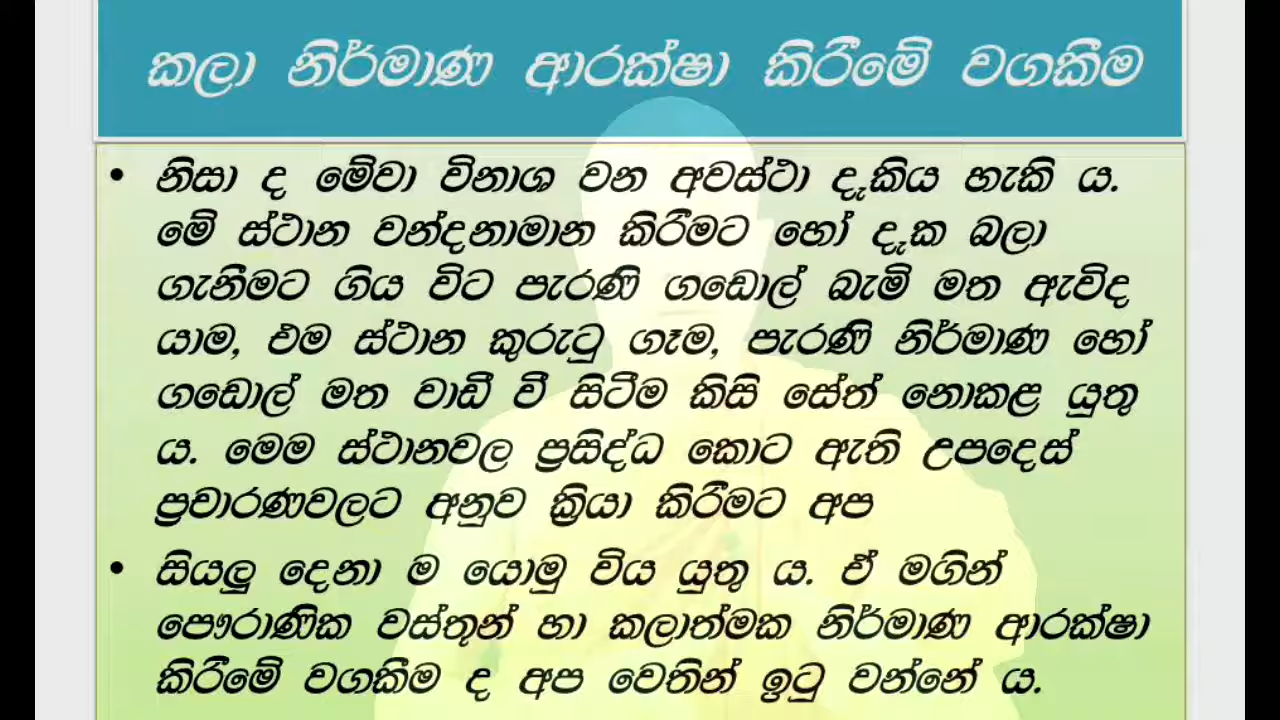 කලා නිර්මාණ ආරක්ෂා කිරීමේ වගකීම
• නිසා ද මේවා විනාශ වන අවස්ථා දැකිය හැකි ය.
මේ ස්ථාන වන්දනාමාන කිරීමට හෝ දැක බලා
ගැනීමට ගිය විට පැරණි ගඩොල් බැමි මත ඇවිද
යාම, එම ස්ථාන කුරුටු ගෑම, පැරණි නිර්මාණ හෝ
ගඩොල් මත වාඩි වී සිටීම කිසි සේත් නොකළ යුතු
ය. මෙම ස්ථානවල ප්‍රසිද්ධ කොට ඇති උපදෙස්
ප්‍රචාරණවලට අනුව ක්‍රියා කිරීමට අප
• සියලු දෙනා ම යොමු විය යුතු ය. ඒ මගින්
පෞරාණික වස්තූන් හා කලාත්මක නිර්මාණ ආරක්ෂා
කිරීමේ වගකීම ද අප වෙතින් ඉටු වන්නේ ය.